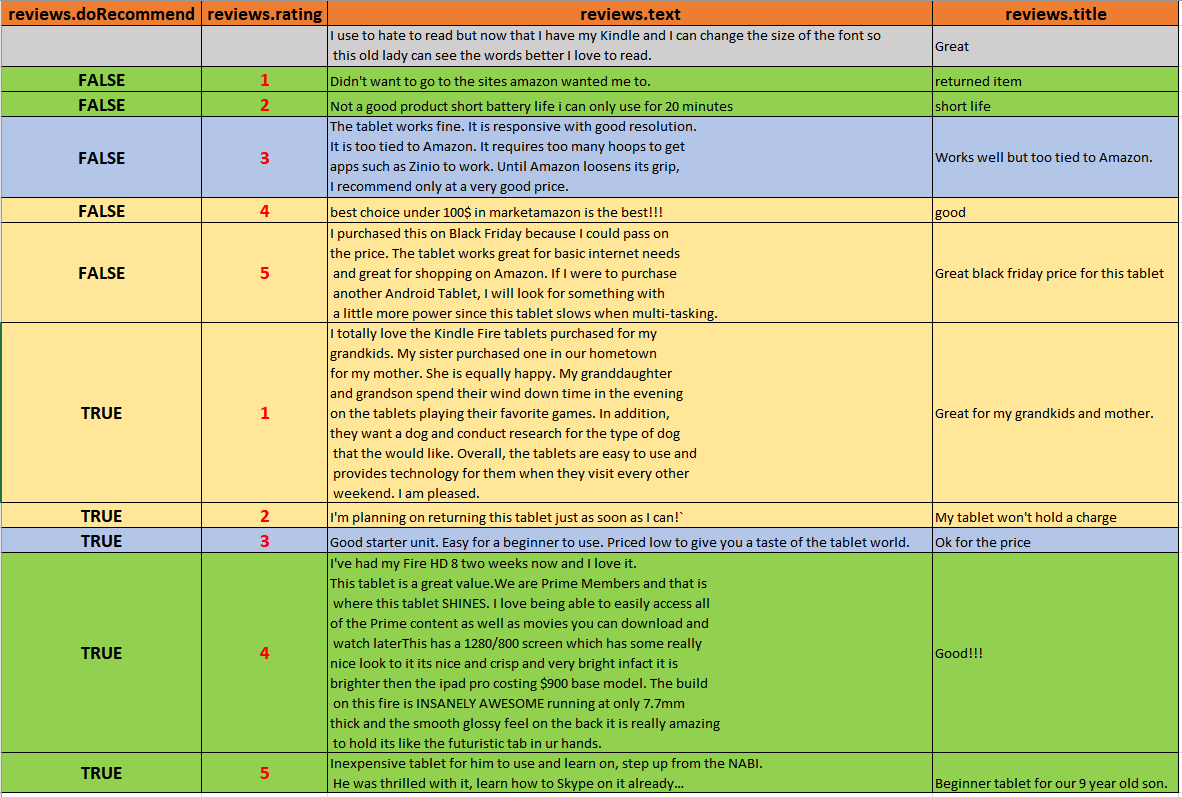 reviews.doRecommend reviews.rating reviews.text reviews.title
I use to hate to read but now that I have my Kindle and I can change the size of the font so
this old lady can see the words better I love to read.
Great
FALSE 1 Didn't want to go to the sites amazon wanted me to. returned item
FALSE 2 Not a good product short battery life i can only use for 20 minutes short life
FALSE 3
The tablet works fine. It is responsive with good resolution.
It is too tied to Amazon. It requires too many hoops to get
apps such as Zinio to work. Until Amazon loosens its grip,
I recommend only at a very good price.
Works well but too tied to Amazon.
FALSE 4 best choice under 100$ in marketamazon is the best!!! good
FALSE 5
I purchased this on Black Friday because I could pass on
the price. The tablet works great for basic internet needs
and great for shopping on Amazon. If I were to purchase
another Android Tablet, I will look for something with
a little more power since this tablet slows when multi-tasking.
Great black friday price for this tablet
TRUE 1
I totally love the Kindle Fire tablets purchased for my
grandkids. My sister purchased one in our hometown
for my mother. She is equally happy. My granddaughter
and grandson spend their wind down time in the evening
on the tablets playing their favorite games. In addition,
they want a dog and conduct research for the type of dog
that the would like. Overall, the tablets are easy to use and
provides technology for them when they visit every other
weekend. I am pleased.
Great for my grandkids and mother.
TRUE 2 I'm planning on returning this tablet just as soon as I can!` My tablet won't hold a charge
TRUE 3 Good starter unit. Easy for a beginner to use. Priced low to give you a taste of the tablet world. Ok for the price
TRUE 4
I've had my Fire HD 8 two weeks now and I love it.
This tablet is a great value.We are Prime Members and that is
where this tablet SHINES. I love being able to easily access all
of the Prime content as well as movies you can download and
watch laterThis has a 1280/800 screen which has some really
nice look to it its nice and crisp and very bright infact it is
brighter then the ipad pro costing $900 base model. The build
on this fire is INSANELY AWESOME running at only 7.7mm
thick and the smooth glossy feel on the back it is really amazing
to hold its like the futuristic tab in ur hands.
Good!!!
TRUE 5
Inexpensive tablet for him to use and learn on, step up from the NABI.
He was thrilled with it, learn how to Skype on it already…
Beginner tablet for our 9 year old son.